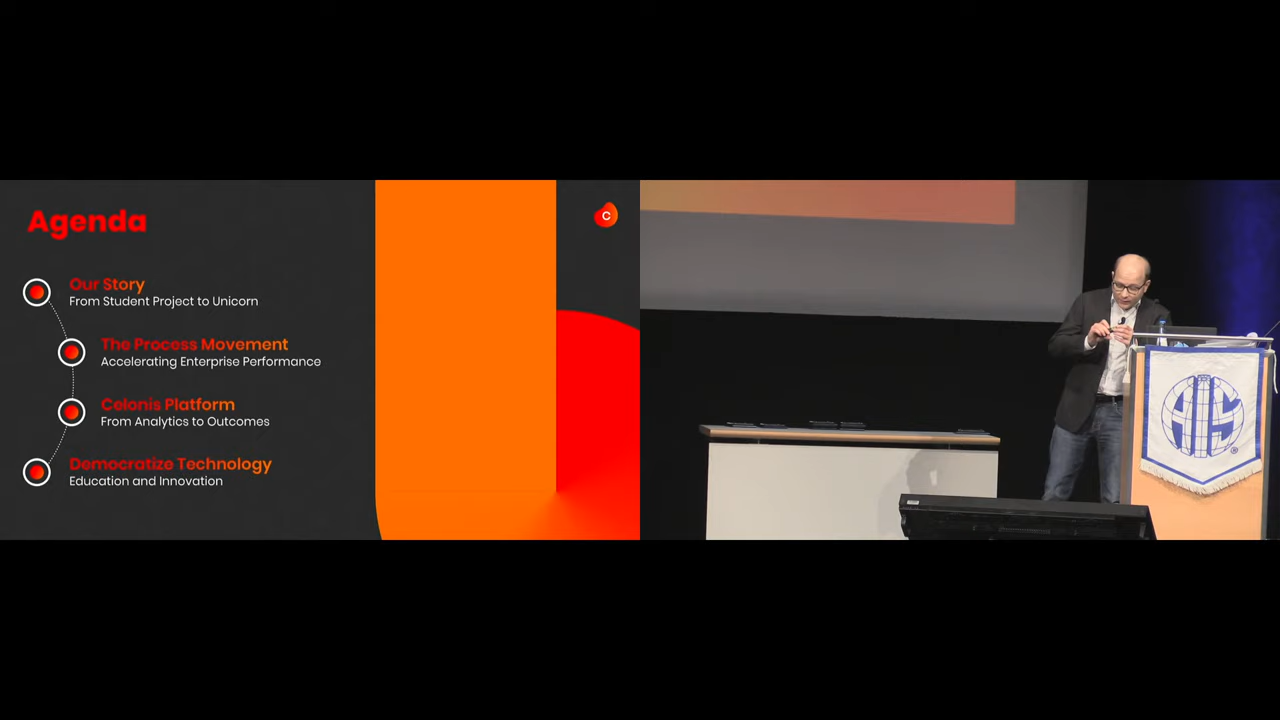 Agenda
C
Our Story
From Student Project to Unicorn
The Process Movement
Accelerating Enterprise Performance
Celonis Platform
From Analytics to Outcomes
Democratize Technology
Education and Innovation
®